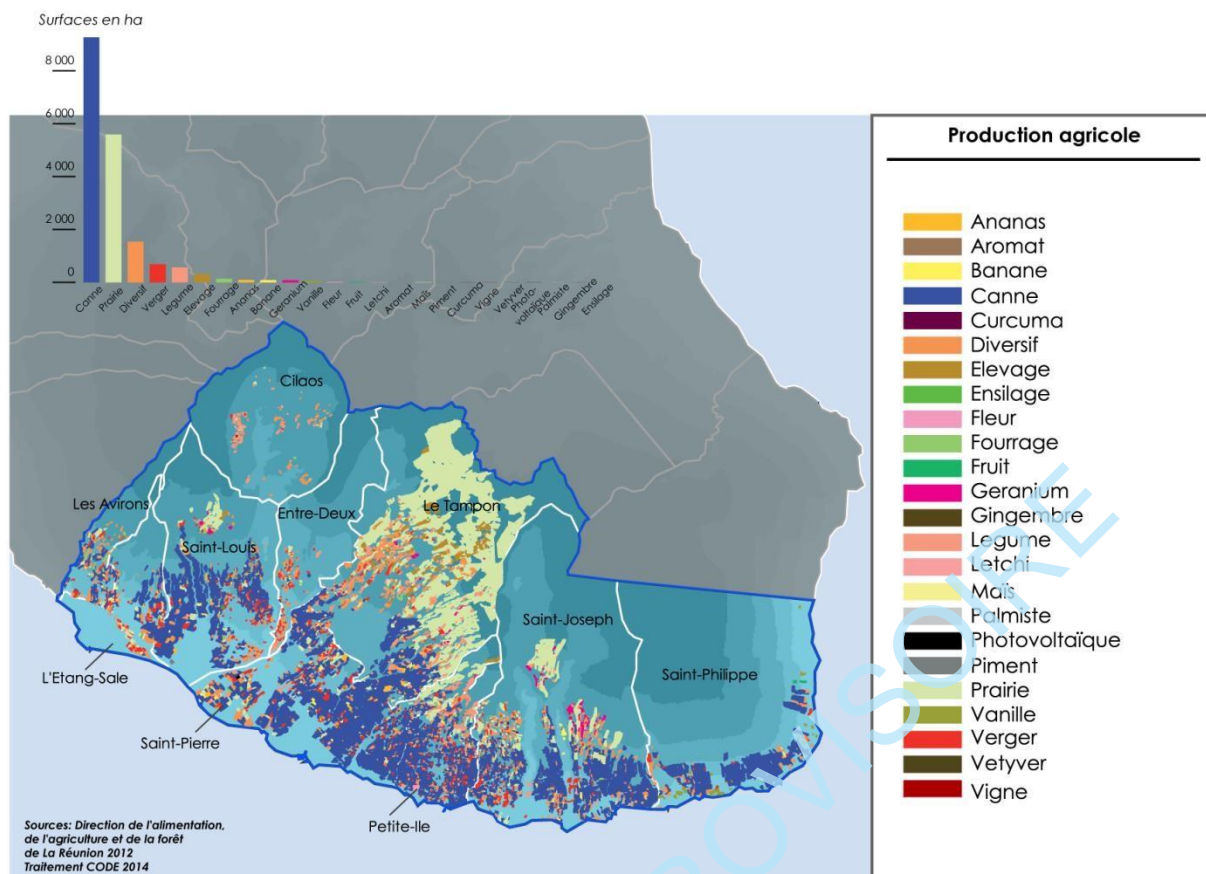 Surfaces en ha
8 000
6 000
4 000
2 000
0
Canne
Prairie
Diversif
Verger
Legume
Elevage
Fourrage
Ananas
Banane
Geranium
Vanille
Fleur
Fruit
Letchi
Aromat
Maïs
Piment
Curcuma
Vigne
Vetyver
Photo-
voltaïque
Palmiste
Gingembre
Ensilage
Production agricole
Ananas
Aromat
Banane
Canne
Curcuma
Diversif
Elevage
Ensilage
Fleur
Fourrage
Fruit
Geranium
Gingembre
Legume
Letchi
Maïs
Palmiste
Photovoltaïque
Piment
Prairie
Vanille
Verger
Vetyver
Vigne
Cilaos
Les Avirons
Entre-Deux
Le Tampon
Saint-Louis
Saint-Joseph
L'Etang-Sale
Saint-Philippe
Saint-Pierre
Petite-Ile
Sources: Direction de l'alimentation,
de l'agriculture et de la forêt
de La Réunion 2012
Traitement CODE 2014
OVISOIRE